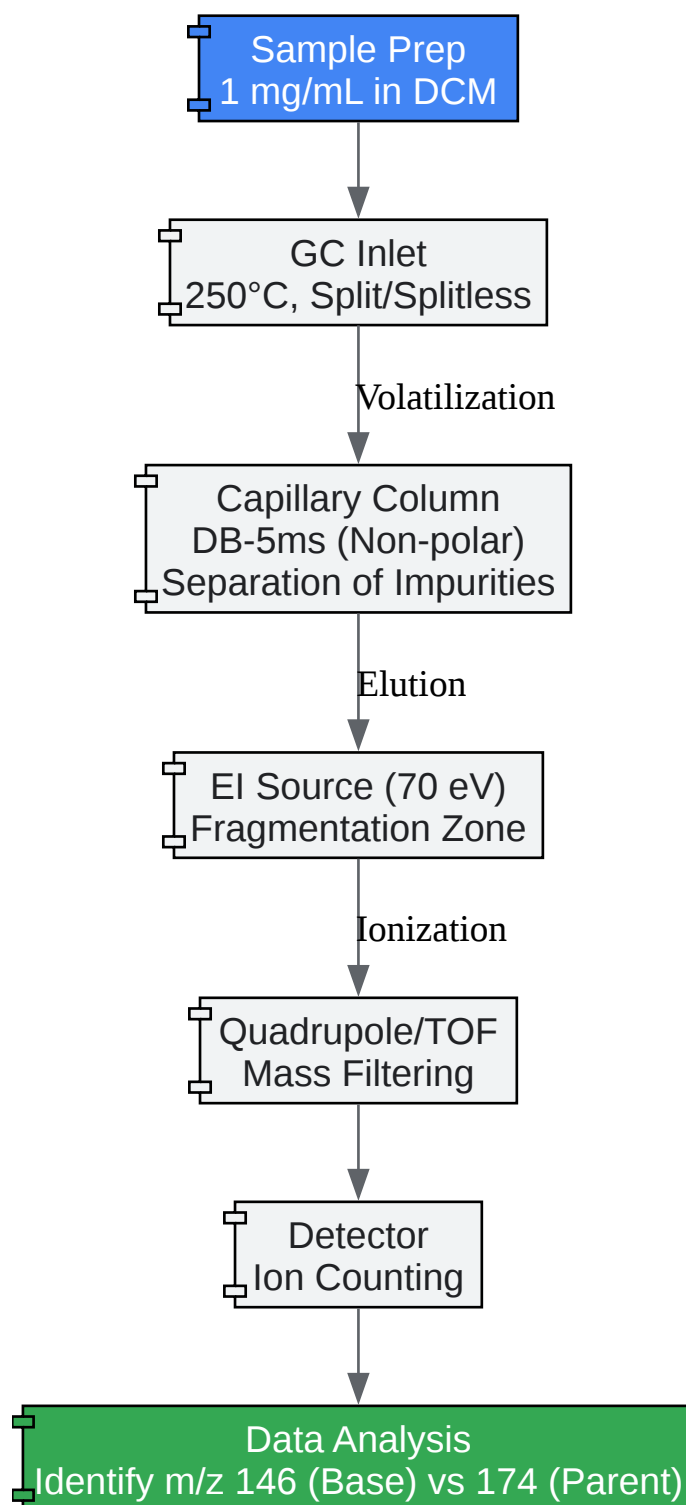 Sample Prep
1 mg/mL in DCM
GC Inlet
250°C, Split/Splitless
Volatilization
Capillary Column
DB-5ms (Non-polar)
Separation of Impurities
Elution
EI Source (70 eV)
Fragmentation Zone
Ionization
Quadrupole/TOF
Mass Filtering
Detector
Ion Counting
Data Analysis
Identify m/z 146 (Base) vs 174 (Parent)